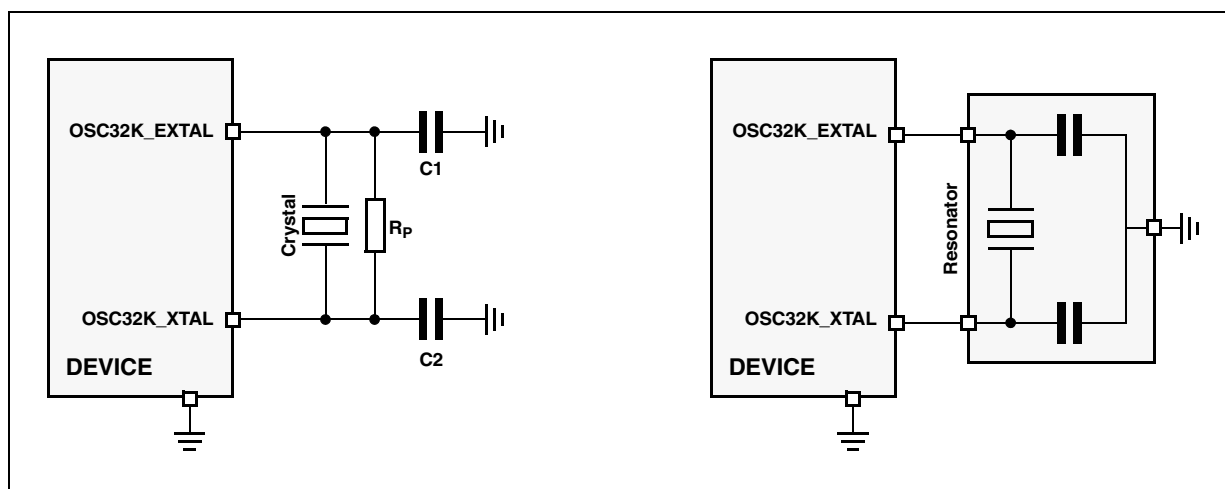 OSC32K_EXTAL
C1
Crystal
RP
OSC32K_XTAL
C2
DEVICE
OSC32K_EXTAL
Resonator
OSC32K_XTAL
DEVICE